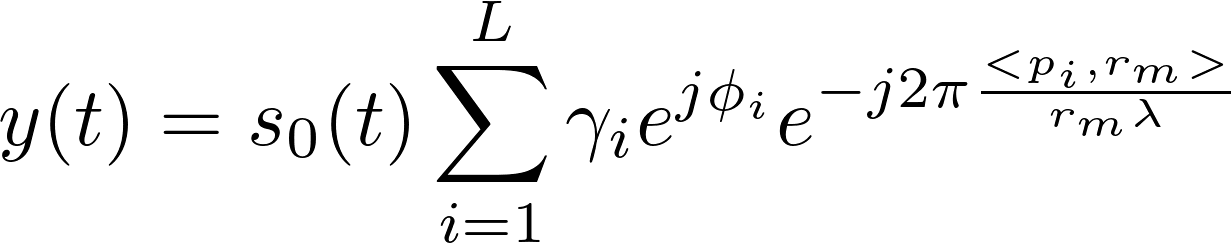 y(t) = s_0(t) \sum_{i=1}^{L} \gamma_i e^{j\phi_i} e^{-j2\pi \frac{<p_i, r_m>}{r_m \lambda}}